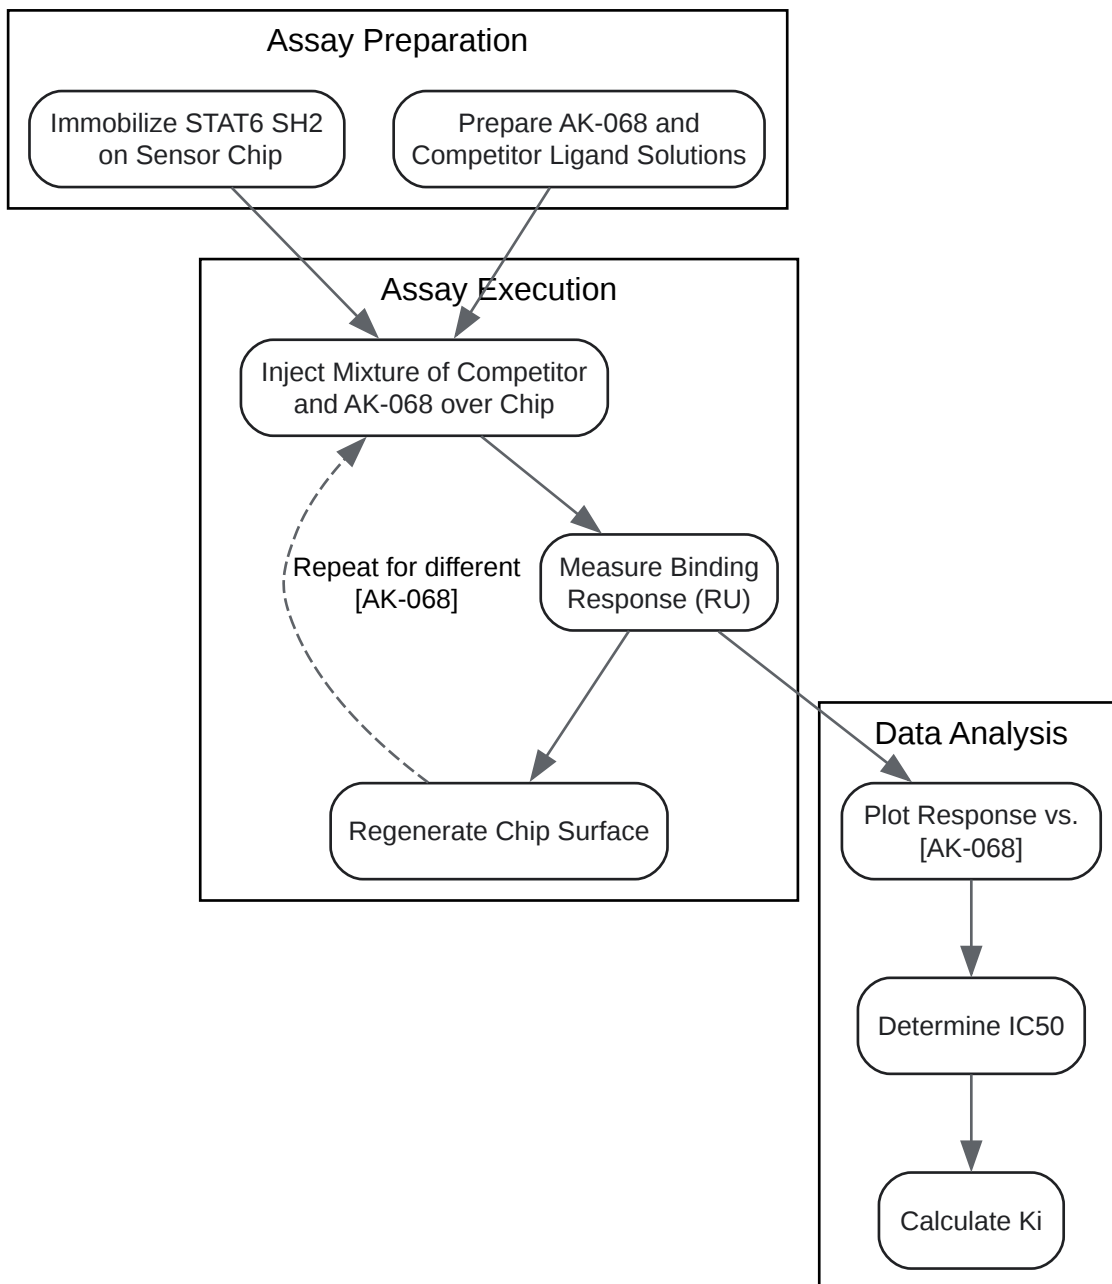 Assay Preparation
Immobilize STAT6 SH2
on Sensor Chip
Prepare AK-068 and
Competitor Ligand Solutions
Assay Execution
Inject Mixture of Competitor
and AK-068 over Chip
Repeat for different
[AK-068]
Measure Binding
Response (RU)
Regenerate Chip Surface
Data Analysis
Plot Response vs.
[AK-068]
Determine IC50
Calculate Ki